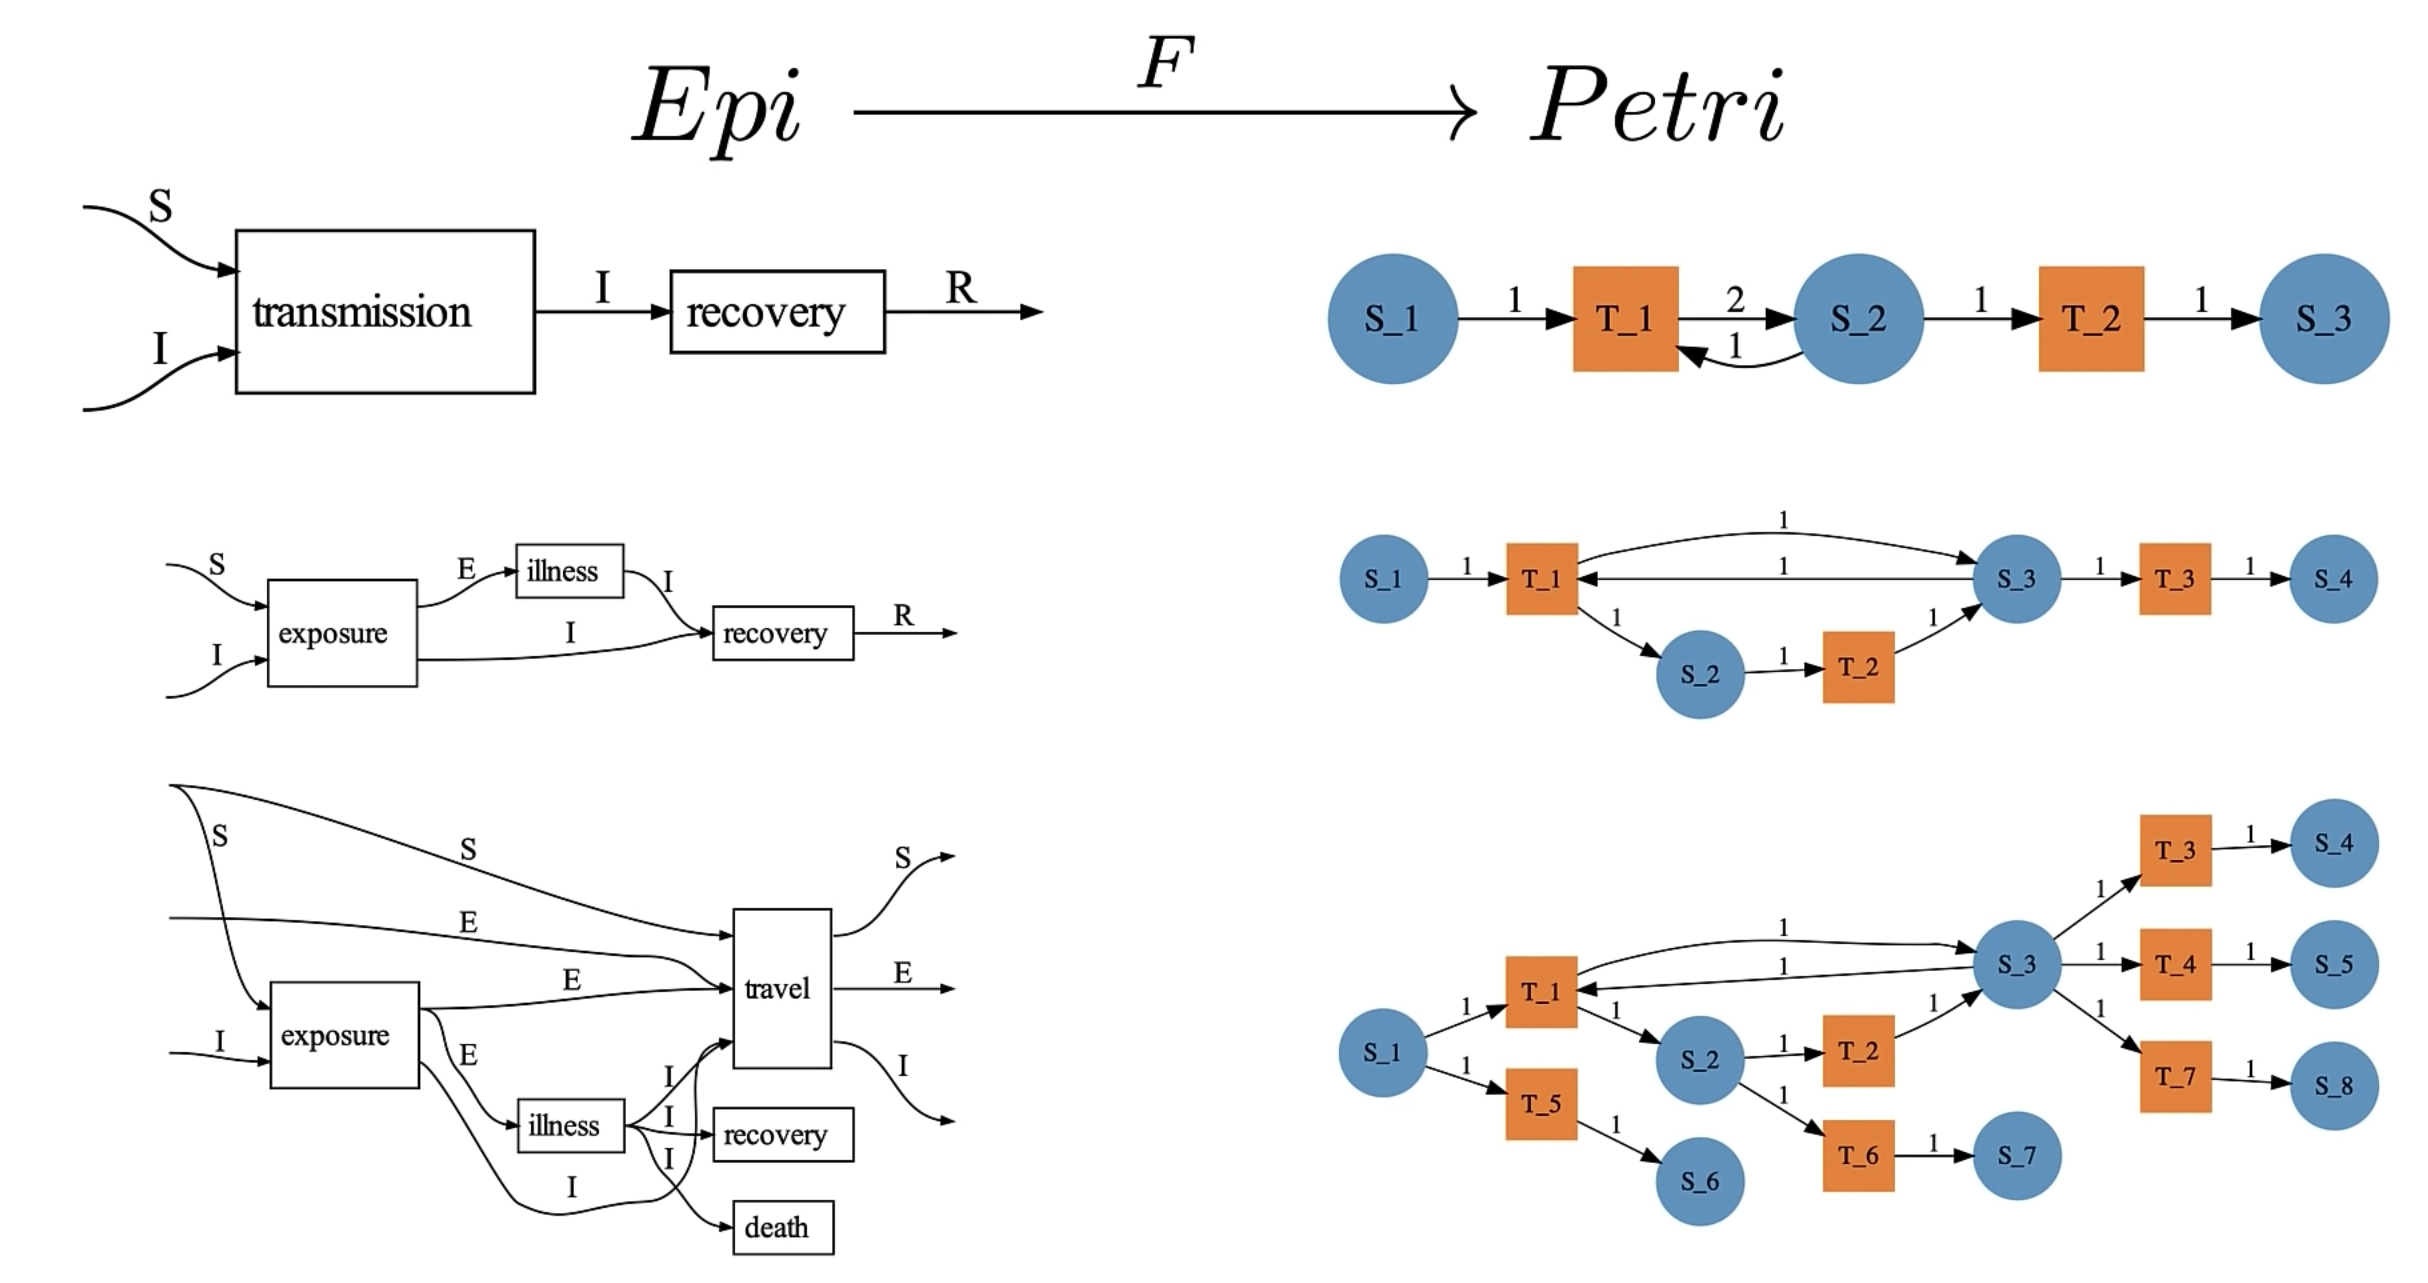 F
Epi Petri
S
I
transmission
I
recovery
R
S_1
1
T_1
2
1
S_2
1
T_2
1
S_3
S
I
exposure
E
illness
I
I
recovery
R
S_1
1
T_1
1
1
1
S_2
1
T_2
1
S_3
1
T_3
1
S_4
S
S
E
I
exposure
E
E
illness
I
I
I
I
travel
recovery
death
S
E
I
S_1
1
1
T_1
T_5
1
1
1
1
S_2
S_6
1
1
T_2
T_6
1
1
S_3
S_7
1
1
1
T_3
T_4
T_7
1
1
1
S_4
S_5
S_8